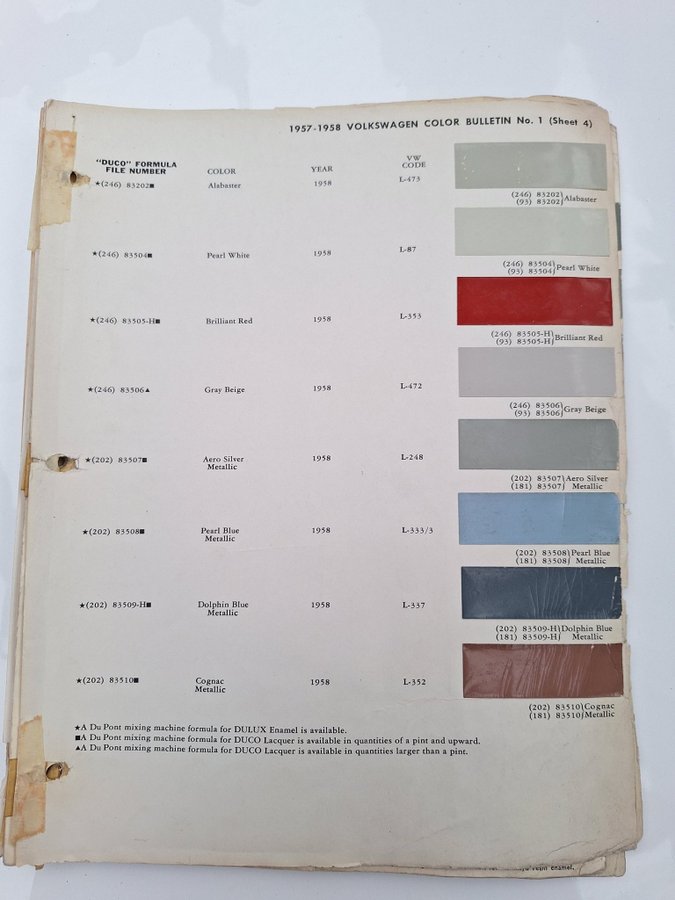 1957-1958 VOLKSWAGEN COLOR BULLETIN No. 1 (Sheet 4)
"DUCO" FORMULA FILE NUMBER COLOR YEAR VW CODE
★(246) 83202■ Alabaster 1958 L-473
(246) 83202) Alabaster
(93) 83202)
★(246) 83504■ Pearl White 1958 L-87
(246) 83504) Pearl White
(93) 83504)
★(246) 83505-H■ Brilliant Red 1958 L-353
(246) 83505-H) Brilliant Red
(93) 83505-H)
★(246) 83506▲ Gray Beige 1958 L-472
(246) 83506) Gray Beige
(93) 83506)
★(202) 83507■ Aero Silver Metallic 1958 L-248
(202) 83507) Aero Silver
(181) 83507) Metallic
★(202) 83508■ Pearl Blue Metallic 1958 L-333/3
(202) 83508) Pearl Blue
(181) 83508) Metallic
★(202) 83509-H■ Dolphin Blue Metallic 1958 L-337
(202) 83509-H) Dolphin Blue
(181) 83509-H) Metallic
★(202) 83510■ Cognac Metallic 1958 L-352
(202) 83510) Cognac
(181) 83510) Metallic
★A Du Pont mixing machine formula for DULUX Enamel is available.
■A Du Pont mixing machine formula for DUCO Lacquer is available in quantities of a pint and upward.
▲A Du Pont mixing machine formula for DUCO Lacquer is available in quantities larger than a pint.
enamel.